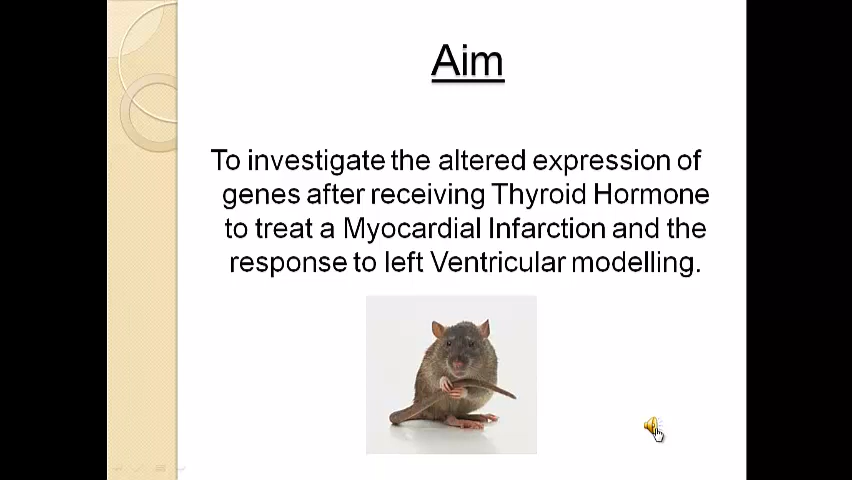 Aim
To investigate the altered expression of
genes after receiving Thyroid Hormone
to treat a Myocardial Infarction and the
response to left Ventricular modelling.